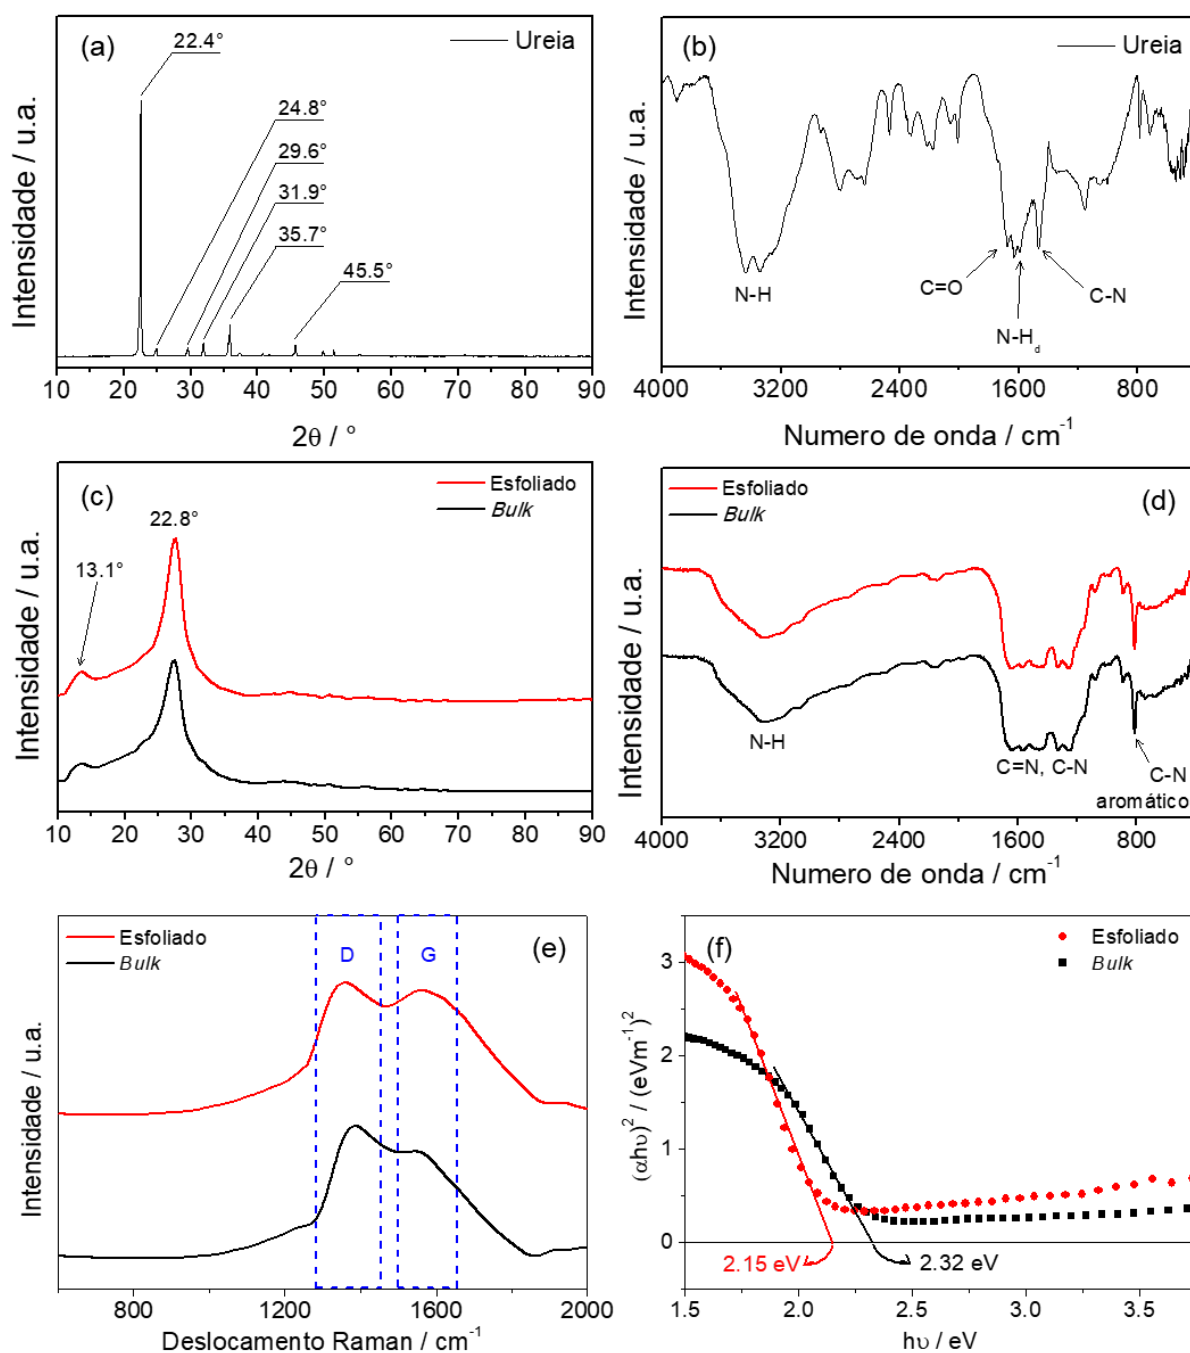 (a)
Ureia
22.4°
24.8°
29.6°
31.9°
35.7°
45.5°
Intensidade / u.a.
10 20 30 40 50 60 70 80 90
2θ / °
(b)
Ureia
N-H
C=O
N-H_d
C-N
Intensidade / u.a.
4000 3200 2400 1600 800
Numero de onda / cm⁻¹
(c)
Esfoliado
Bulk
22.8°
13.1°
Intensidade / u.a.
10 20 30 40 50 60 70 80 90
2θ / °
Esfoliado
Bulk
(d)
N-H
C=N, C-N
C-N
aromático
Intensidade / u.a.
4000 3200 2400 1600 800
Numero de onda / cm⁻¹
Esfoliado
Bulk
D
G
(e)
Intensidade / u.a.
800 1200 1600 2000
Deslocamento Raman / cm⁻¹
(f)
Esfoliado
Bulk
(αhυ)² / (eVm⁻¹)²
3
2
1
0
2.15 eV
2.32 eV
1.5 2.0 2.5 3.0 3.5
hυ / eV